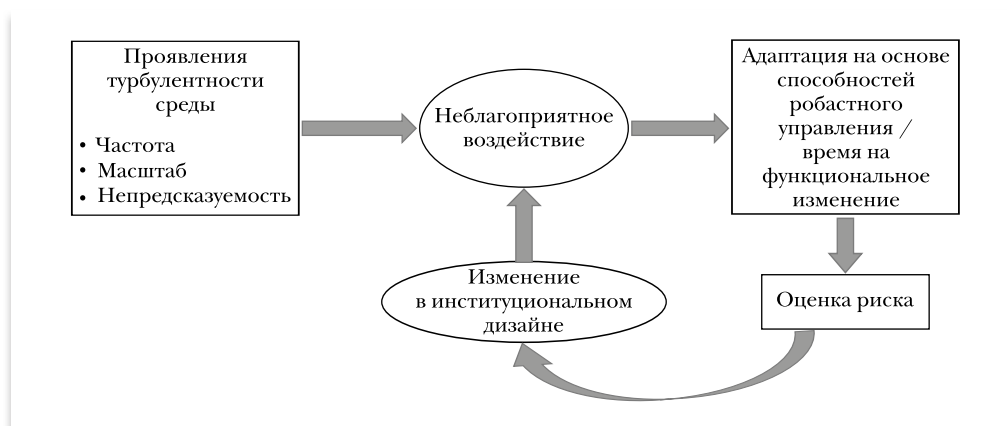 Проявления
турбулентности
среды
• Частота
• Масштаб
• Непредсказуемость
Неблагоприятное
воздействие
Адаптация на основе
способностей
робастного
управления /
время на
функциональное
изменение
Изменение
в институциональном
дизайне
Оценка риска